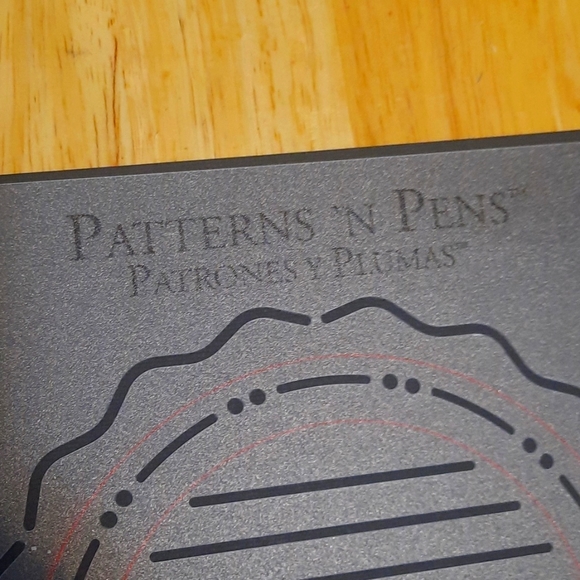 PATTERNS 'N PENS™
PATRONES Y PLUMAS™